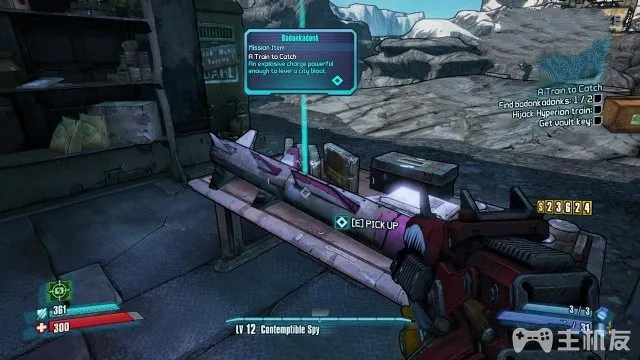 Badonkadonk
Mission Item
A Train to Catch
An explosive charge powerful
enough to level a city block.
A Train to Catch
Find badonkadonks: 1 / 2
Hijack Hyperian train:
Get vault key:
$23624
[E] PICK UP
361
300
LV 12 Contemptible Spy
3 / 3
/ 31
主机友